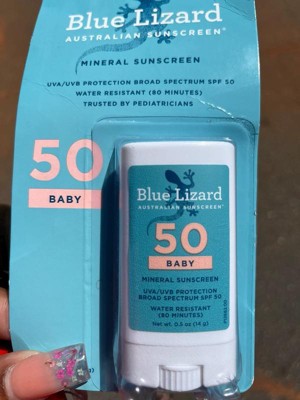 Blue Lizard
AUSTRALIAN SUNSCREEN®
MINERAL SUNSCREEN
UVA/UVB PROTECTION BROAD SPECTRUM SPF 50
WATER RESISTANT (80 MINUTES)
TRUSTED BY PEDIATRICIANS
50
BABY
Blue Lizard
AUSTRALIAN SUNSCREEN®
50
BABY
MINERAL SUNSCREEN
UVA/UVB PROTECTION
BROAD SPECTRUM SPF 50
WATER RESISTANT
(80 MINUTES)
Net wt. 0.5 oz (14 g)